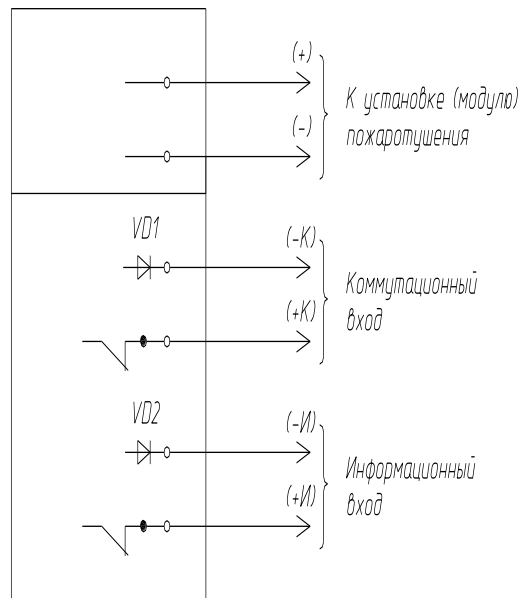 (+)
К установке (модулю)
пожаротушения
(-)
VD1
(-К)
Коммутационный
вход
(+К)
VD2
(-И)
Информационный
вход
(+И)